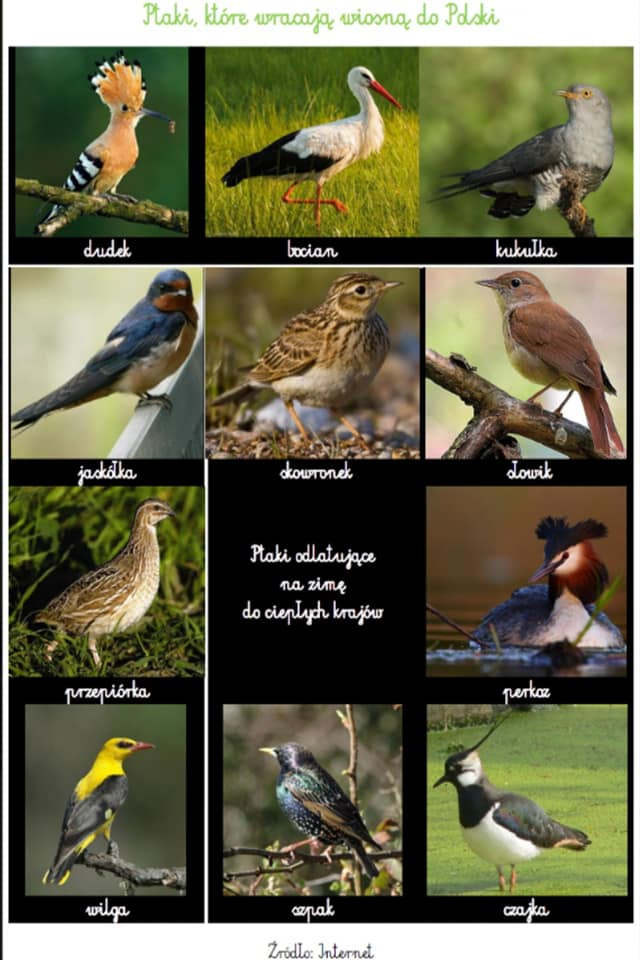 Ptaki, które wracają wiosną do Polski
dudek
bocian
kukułka
jaskółka
skowronek
słowik
przepiórka
Ptaki odlatujące
na zimę
do ciepłych krajów
perkoz
wilga
szpak
czajka
Źródło: Internet